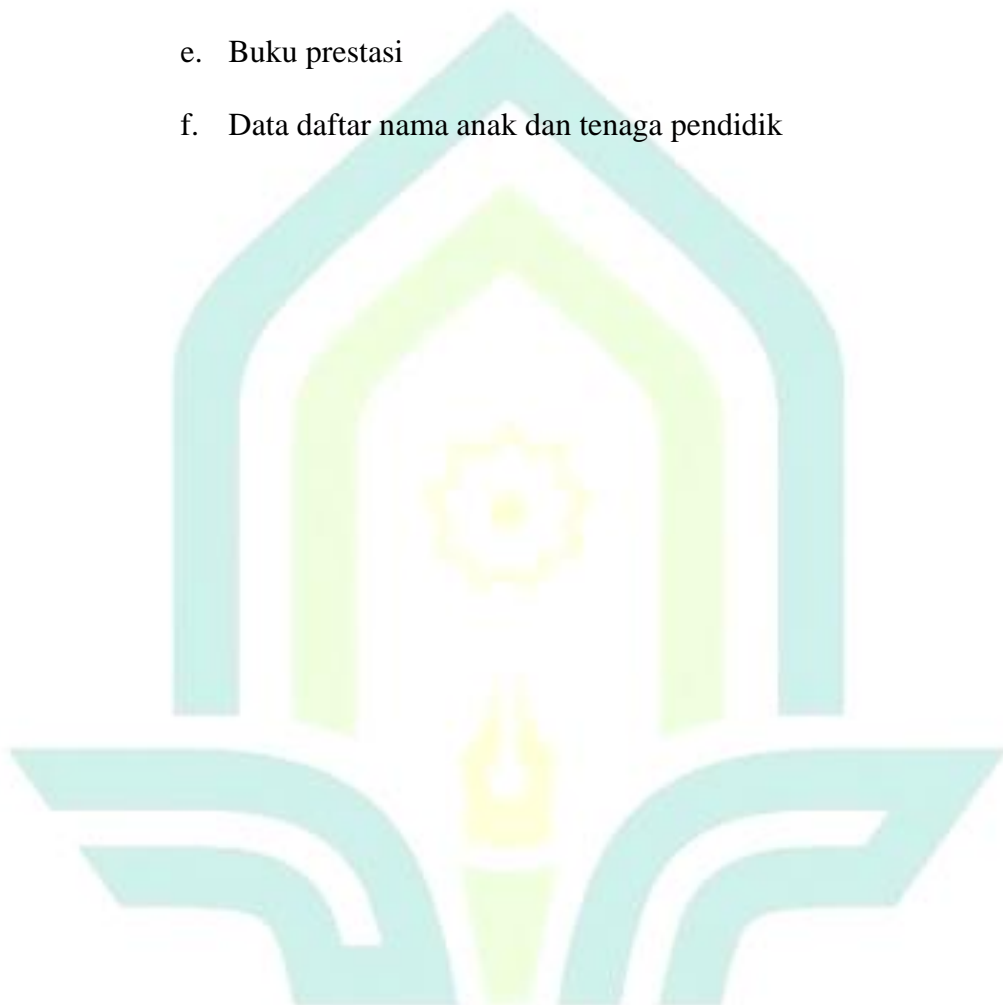 e. Buku prestasi
f. Data daftar nama anak dan tenaga pendidik